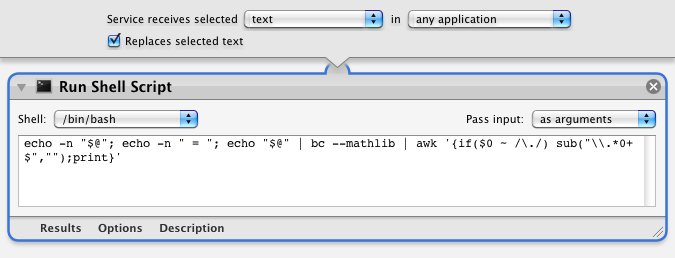 Service receives selected text in any application
Replaces selected text
Run Shell Script
Shell: /bin/bash Pass input: as arguments
echo -n "$@"; echo -n " = "; echo "$@" | bc --mathlib | awk '{if($0 ~ /\./) sub("\\.*0+
$","");print}'
Results Options Description